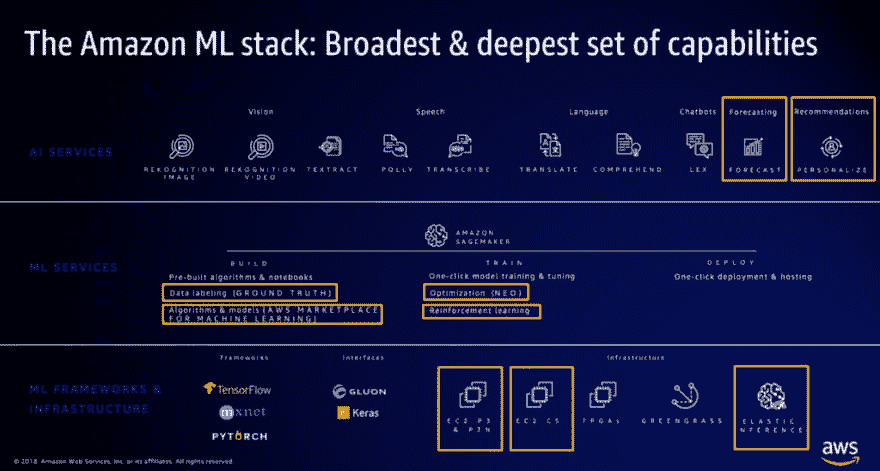 The Amazon ML stack: Broadest & deepest set of capabilities
Vision Speech Language Chatbots Forecasting Recommendations
AI SERVICES
REKOGNITION IMAGE
REKOGNITION VIDEO
TEXTRACT
POLLY
TRANSCRIBE
TRANSLATE
COMPREHEND
LEX
FORECAST
PERSONALIZE
AMAZON
SAGEMAKER
ML SERVICES
BUILD
Pre-built algorithms & notebooks
Data labeling (GROUND TRUTH)
Algorithms & models (AWS MARKETPLACE
FOR MACHINE LEARNING)
TRAIN
One-click model training & tuning
Optimization (NEO)
Reinforcement learning
DEPLOY
One-click deployment & hosting
ML FRAMEWORKS &
INFRASTRUCTURE
Frameworks
TensorFlow
mxnet
PYTORCH
Interfaces
GLUON
K Keras
Infrastructure
EC2 P3
& P3N
EC2 C5
FPGAs
GREENGRASS
ELASTIC
INFERENCE
© 2018, Amazon Web Services, Inc. or its affiliates. All rights reserved.
aws